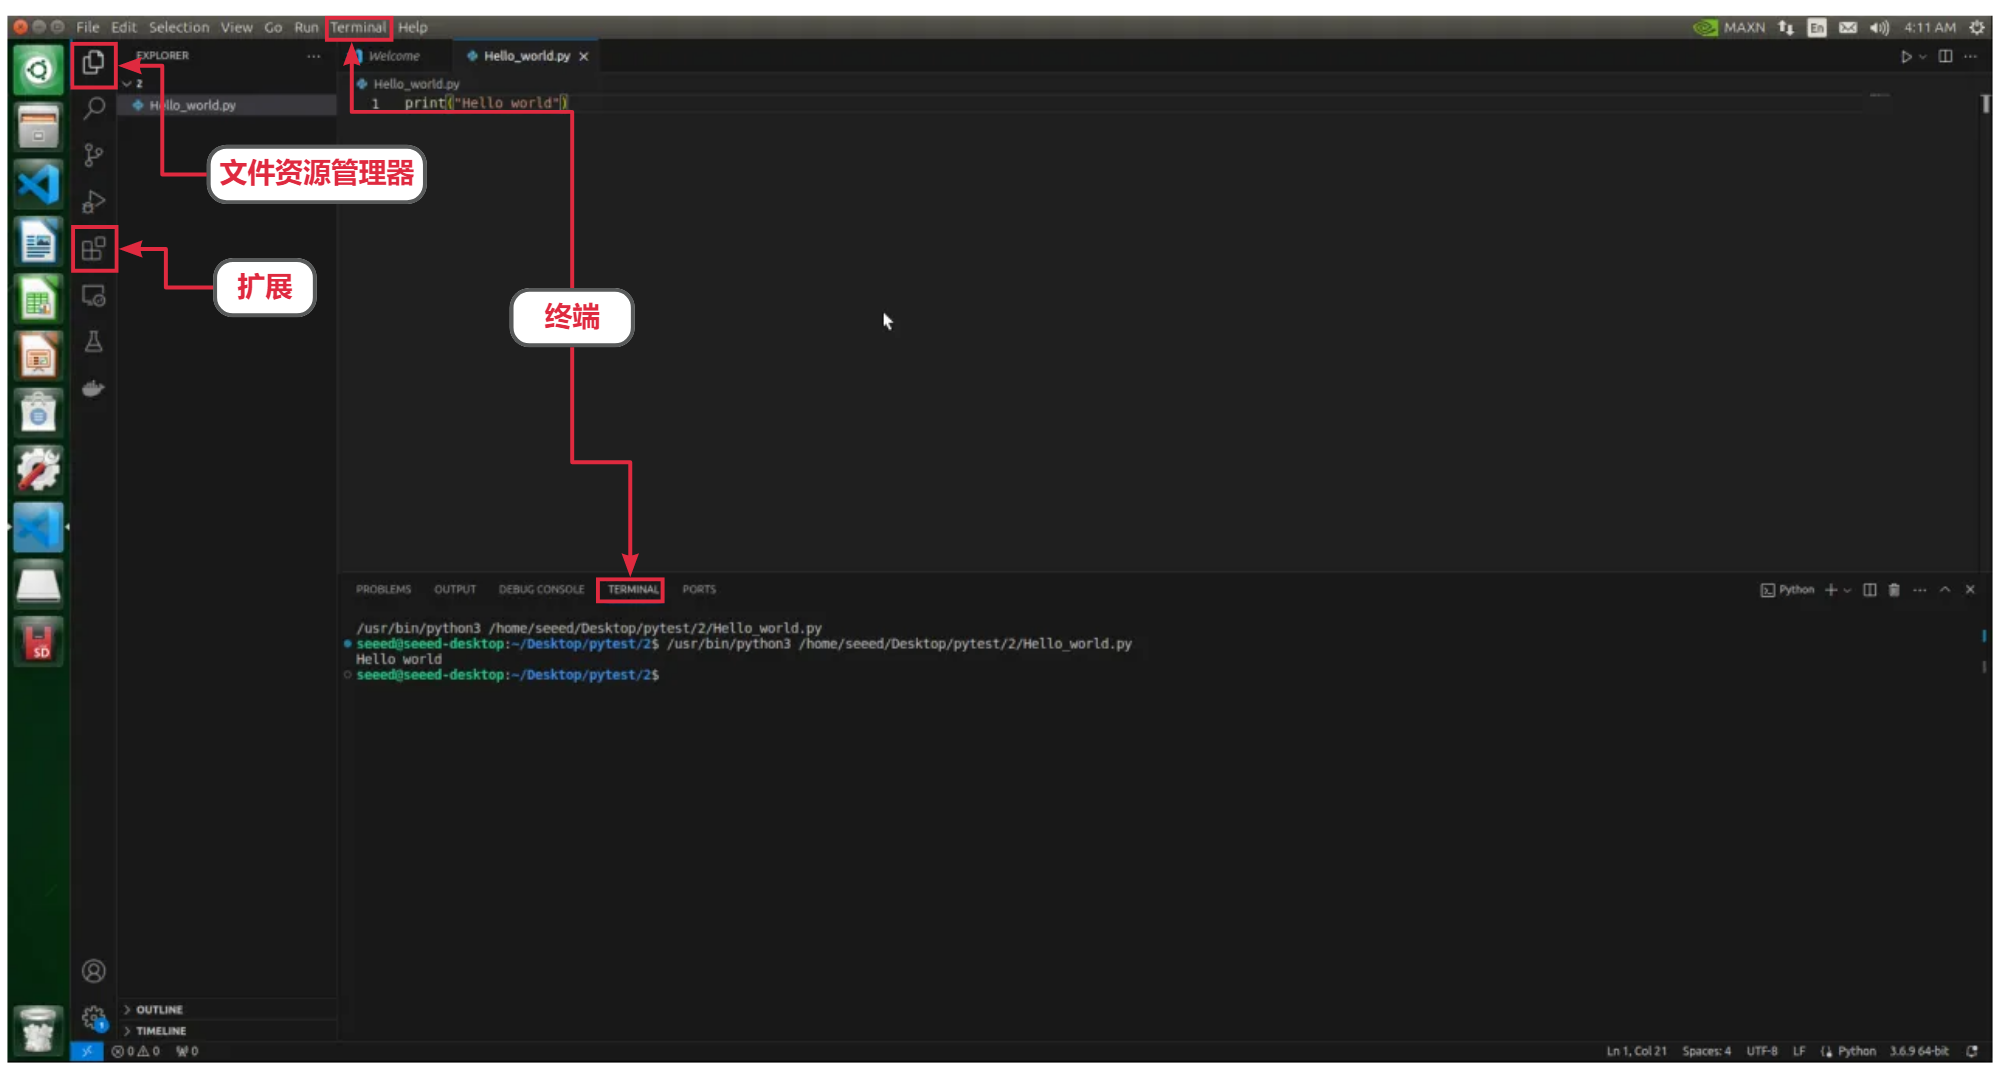 File Edit Selection View Go Run Terminal Help
MAXN En 4:11 AM
EXPLORER ...
Welcome
Hello_world.py
2
Hello_world.py
Hello_world.py
1 print("Hello world")
文件资源管理器
扩展
终端
PROBLEMS OUTPUT DEBUG CONSOLE TERMINAL PORTS
Python
/usr/bin/python3 /home/seeed/Desktop/pytest/2/Hello_world.py
seeed@seeed-desktop:~/Desktop/pytest/2$ /usr/bin/python3 /home/seeed/Desktop/pytest/2/Hello_world.py
Hello world
seeed@seeed-desktop:~/Desktop/pytest/2$
SD
OUTLINE
1
TIMELINE
0 0 0
Ln 1, Col 21 Spaces: 4 UTF-8 LF Python 3.6.9 64-bit